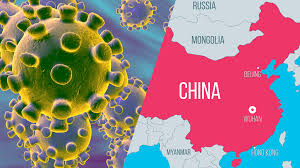 RUSSIA
MONGOLIA
BEIJING
CHINA
WUHAN
MYANMAR
HONG KONG